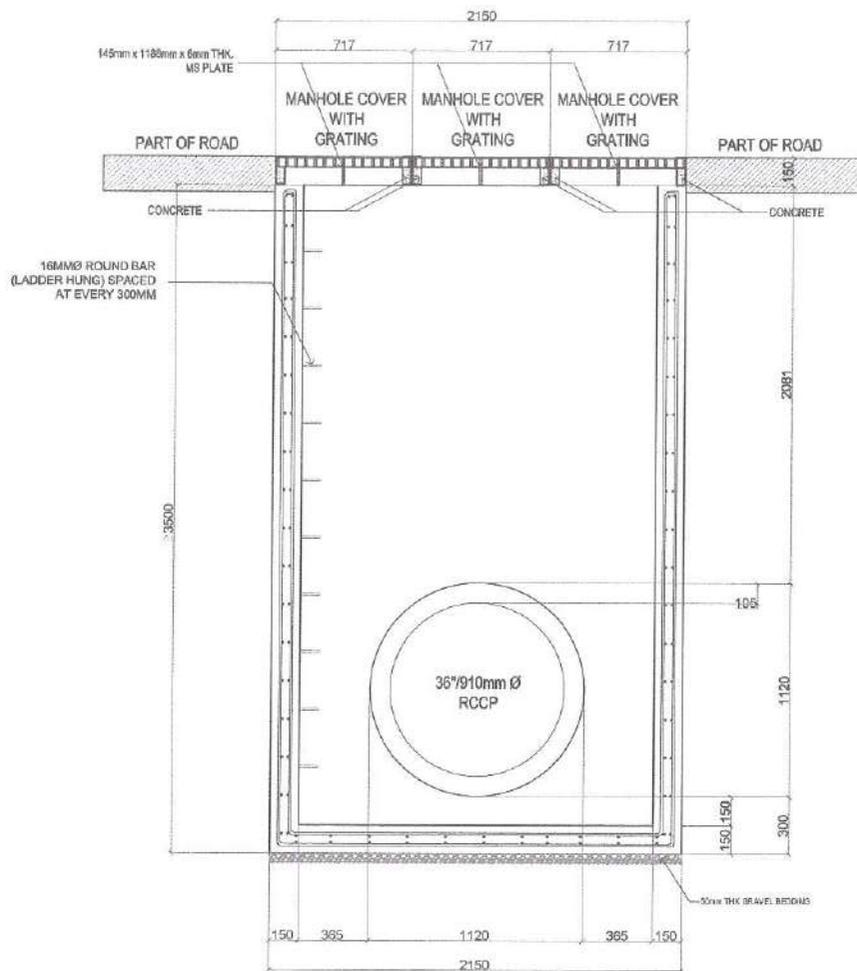 2150
717
717
717
145mm x 1188mm x 6mm THK.
MS PLATE
MANHOLE COVER
WITH
GRATING
MANHOLE COVER
WITH
GRATING
MANHOLE COVER
WITH
GRATING
PART OF ROAD
PART OF ROAD
150
CONCRETE
CONCRETE
16MMØ ROUND BAR
(LADDER HUNG) SPACED
AT EVERY 300MM
2081
3500
105
36"/910mm Ø
RCCP
1120
150
150
300
50mm THK GRAVEL BEDDING
150
365
1120
365
150
2150